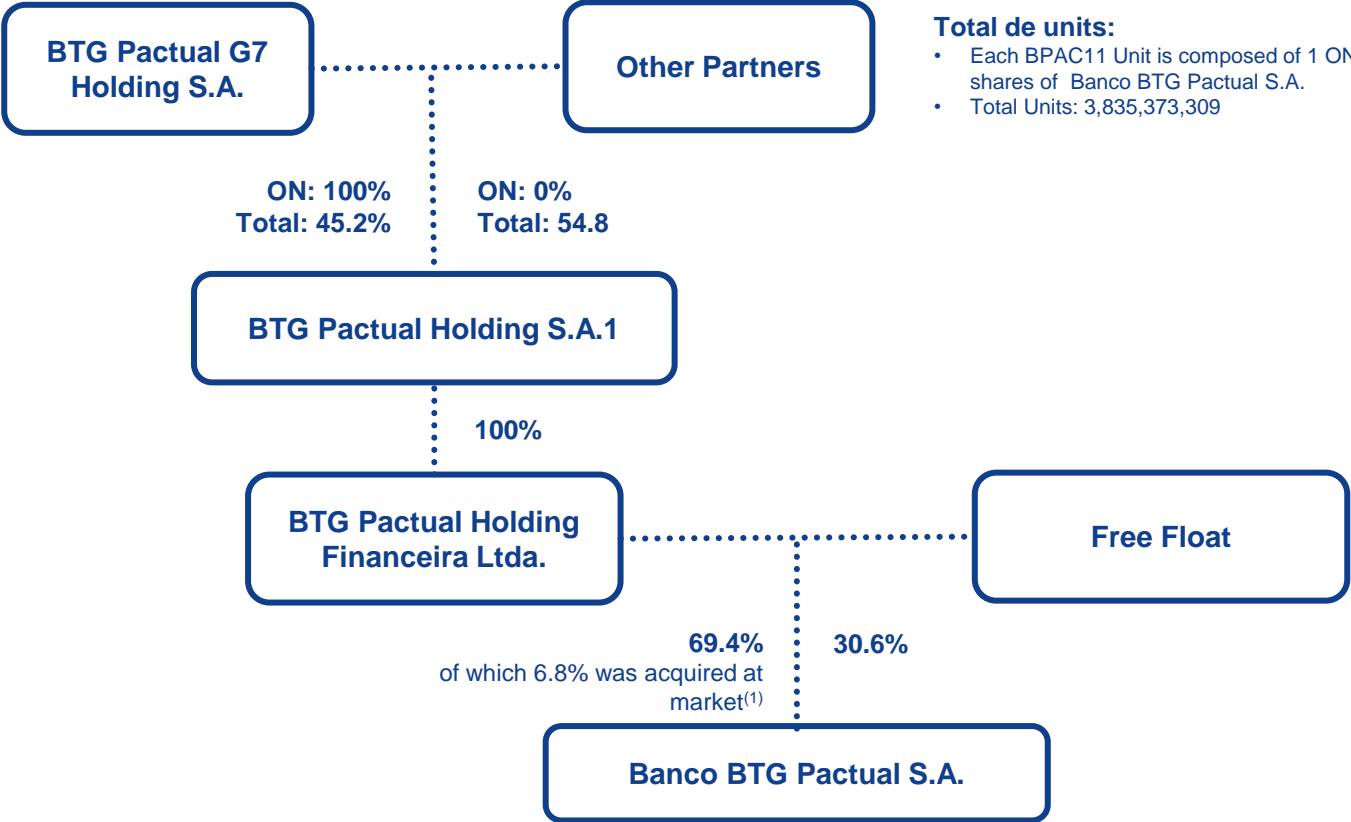 BTG Pactual G7
Holding S.A.
Other Partners
Total de units:
• Each BPAC11 Unit is composed of 1 ON
shares of Banco BTG Pactual S.A.
• Total Units: 3,835,373,309
ON: 100%
Total: 45.2%
ON: 0%
Total: 54.8
BTG Pactual Holding S.A.1
100%
BTG Pactual Holding
Financeira Ltda.
Free Float
69.4%
of which 6.8% was acquired at
market(1)
30.6%
Banco BTG Pactual S.A.